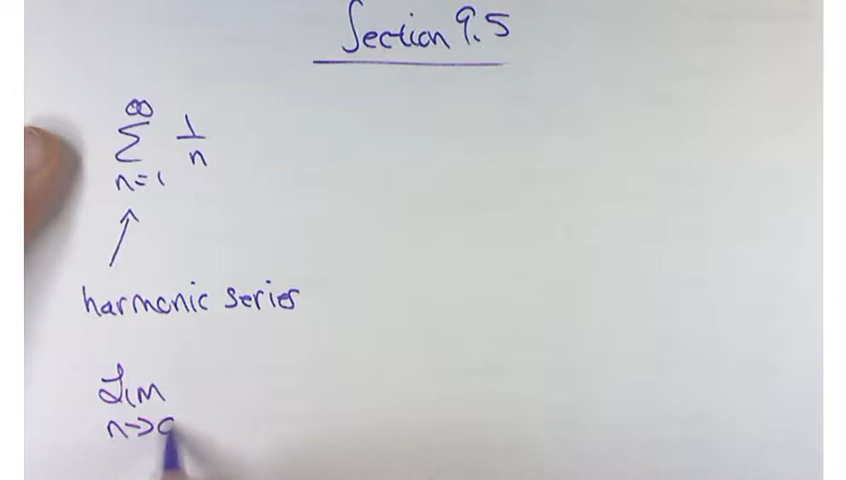 Section 9.5
∞
∑ 1/n
n=1
harmonic series
Lim
n->